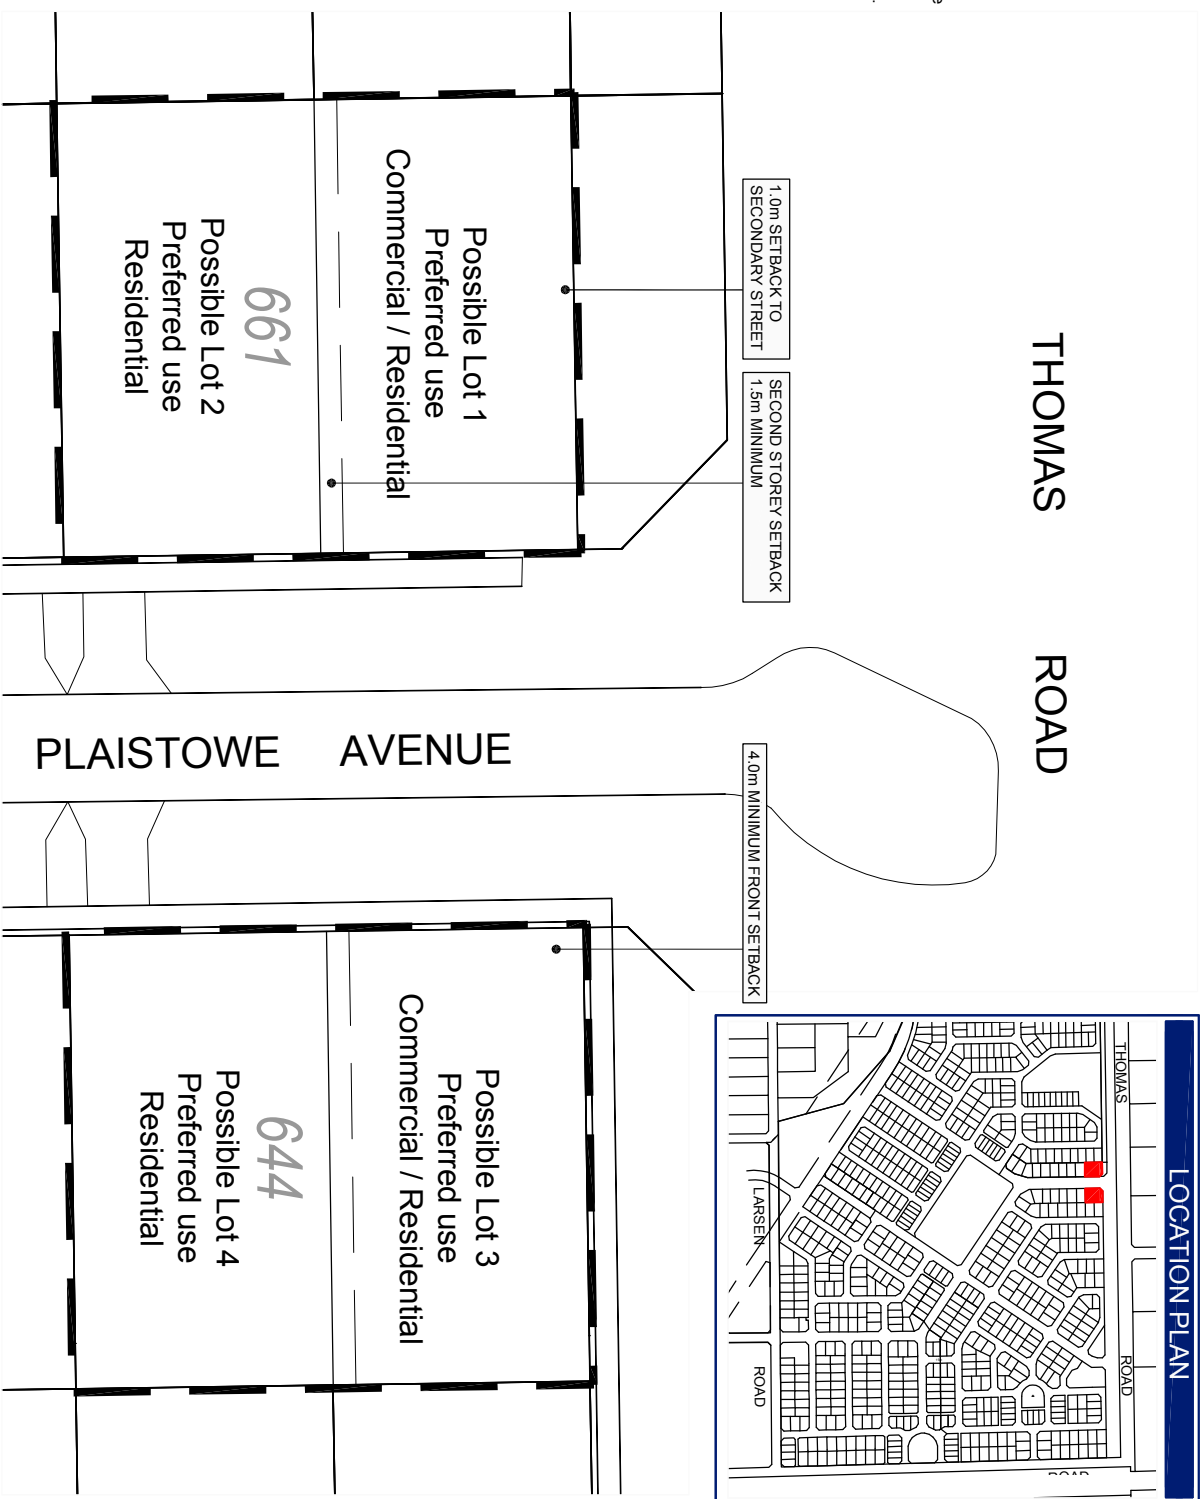 THOMAS ROAD
1.0m SETBACK TO
SECONDARY STREET
SECOND STOREY SETBACK
1.5m MINIMUM
4.0m MINIMUM FRONT SETBACK
Possible Lot 1
Preferred use
Commercial / Residential
661
Possible Lot 2
Preferred use
Residential
PLAISTOWE AVENUE
Possible Lot 3
Preferred use
Commercial / Residential
644
Possible Lot 4
Preferred use
Residential
LOCATION PLAN
THOMAS ROAD
LARSEN ROAD
ROAD